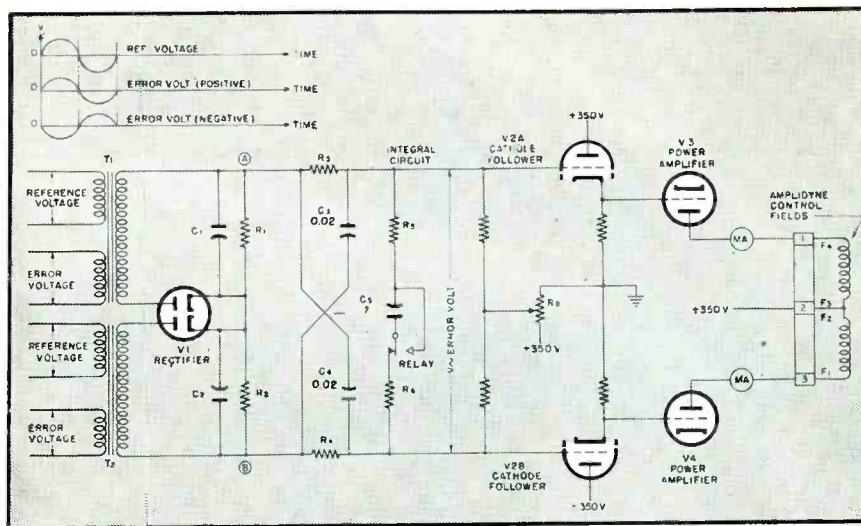 V
O
REF. VOLTAGE
TIME
O
ERROR VOLT (POSITIVE)
TIME
O
ERROR VOLT (NEGATIVE)
TIME
T1
REFERENCE
VOLTAGE
ERROR
VOLTAGE
REFERENCE
VOLTAGE
ERROR
VOLTAGE
T2
V1
RECTIFIER
A
C1
R1
C2
R2
B
R3
C3
0.02
C4
0.02
R4
INTEGRAL
CIRCUIT
R5
C5
RELAY
R6
V2A
CATHODE
FOLLOWER
+350V
R8
+350V
V2B
CATHODE
FOLLOWER
V3
POWER
AMPLIFIER
MA
AMPLIDYNE
CONTROL
FIELDS
1
F4
+350V
2
F3
F2
MA
3
F1
V4
POWER
AMPLIFIER